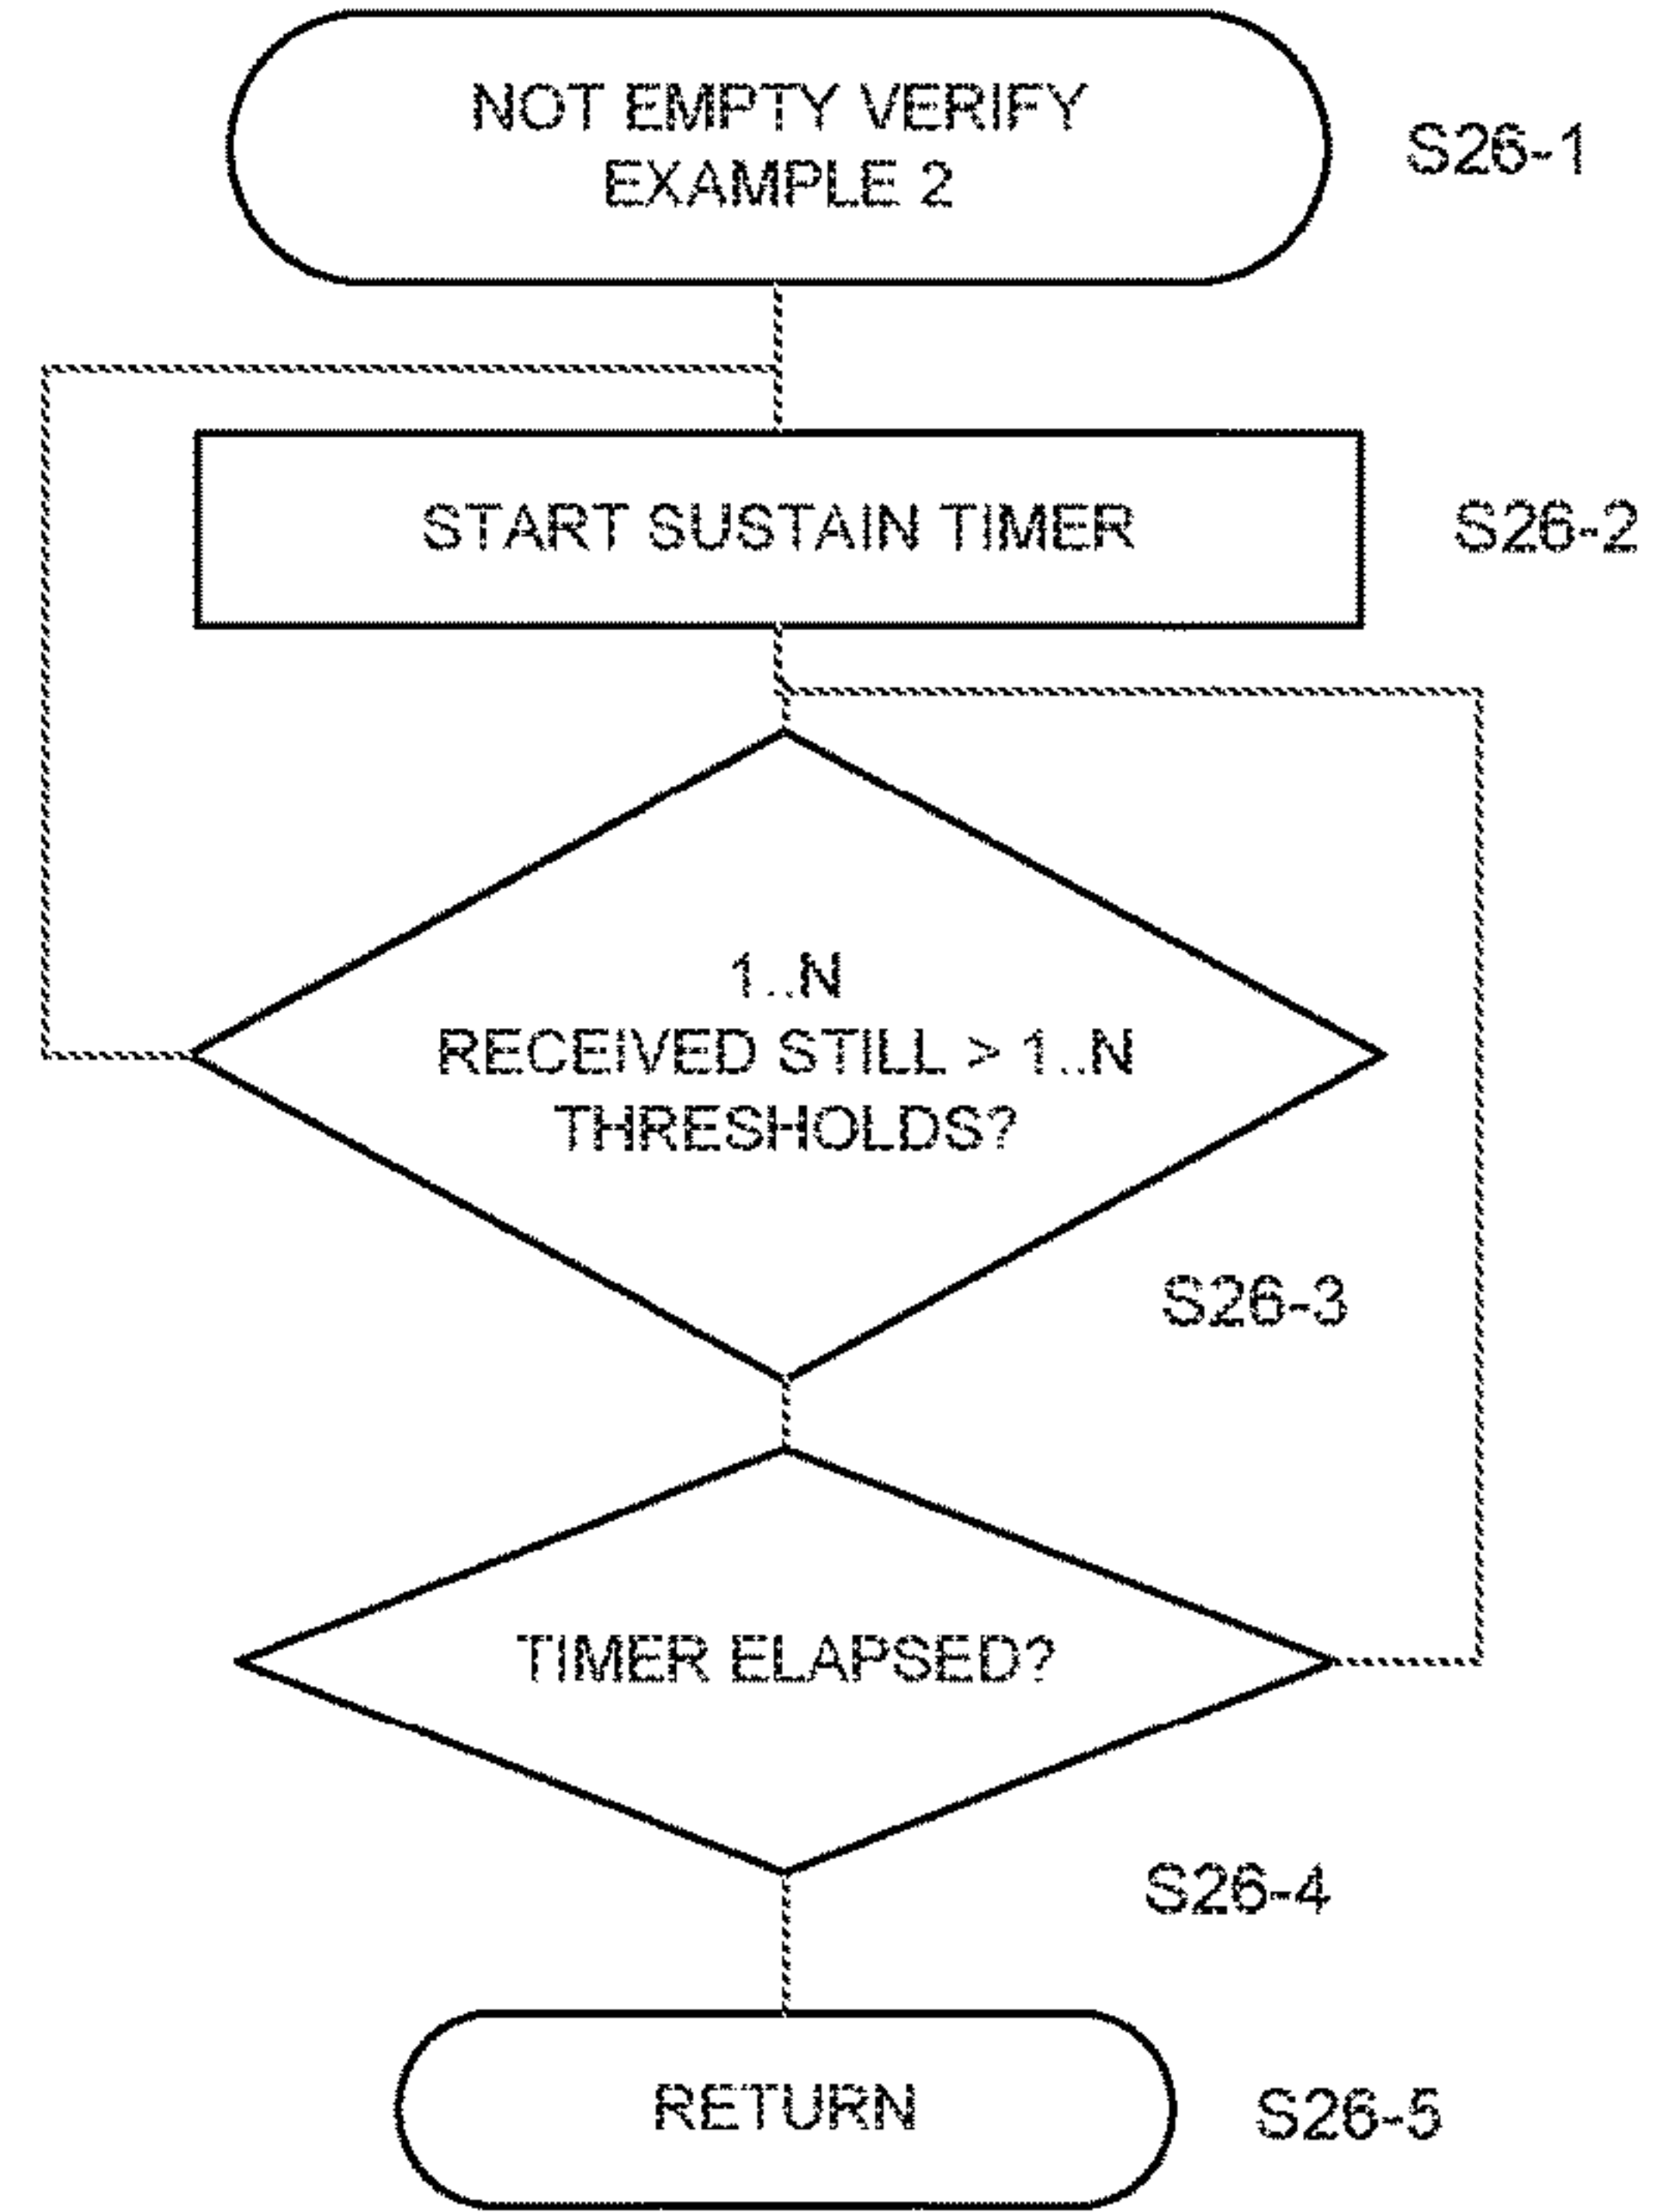 NOT EMPTY VERIFY
EXAMPLE 2
S26-1
START SUSTAIN TIMER
S26-2
1..N
RECEIVED STILL > 1..N
THRESHOLDS?
S26-3
TIMER ELAPSED?
S26-4
RETURN
S26-5